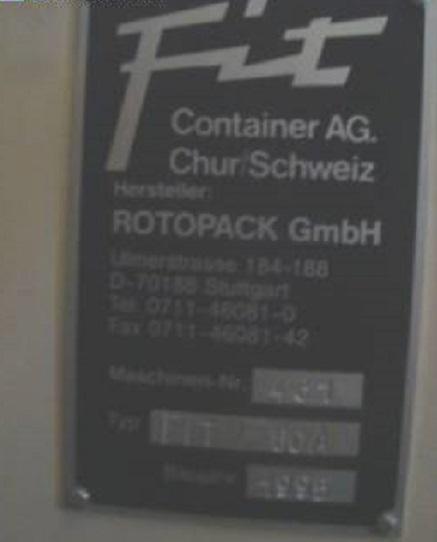 Fit
Container AG.
Chur/Schweiz
Hersteller:
ROTOPACK GmbH
Ulmerstrasse 184-188
D-70188 Stuttgart
Tel. 0711-46081-0
Fax 0711-46081-42
Maschinen-Nr.
Typ FIT
Baujahr